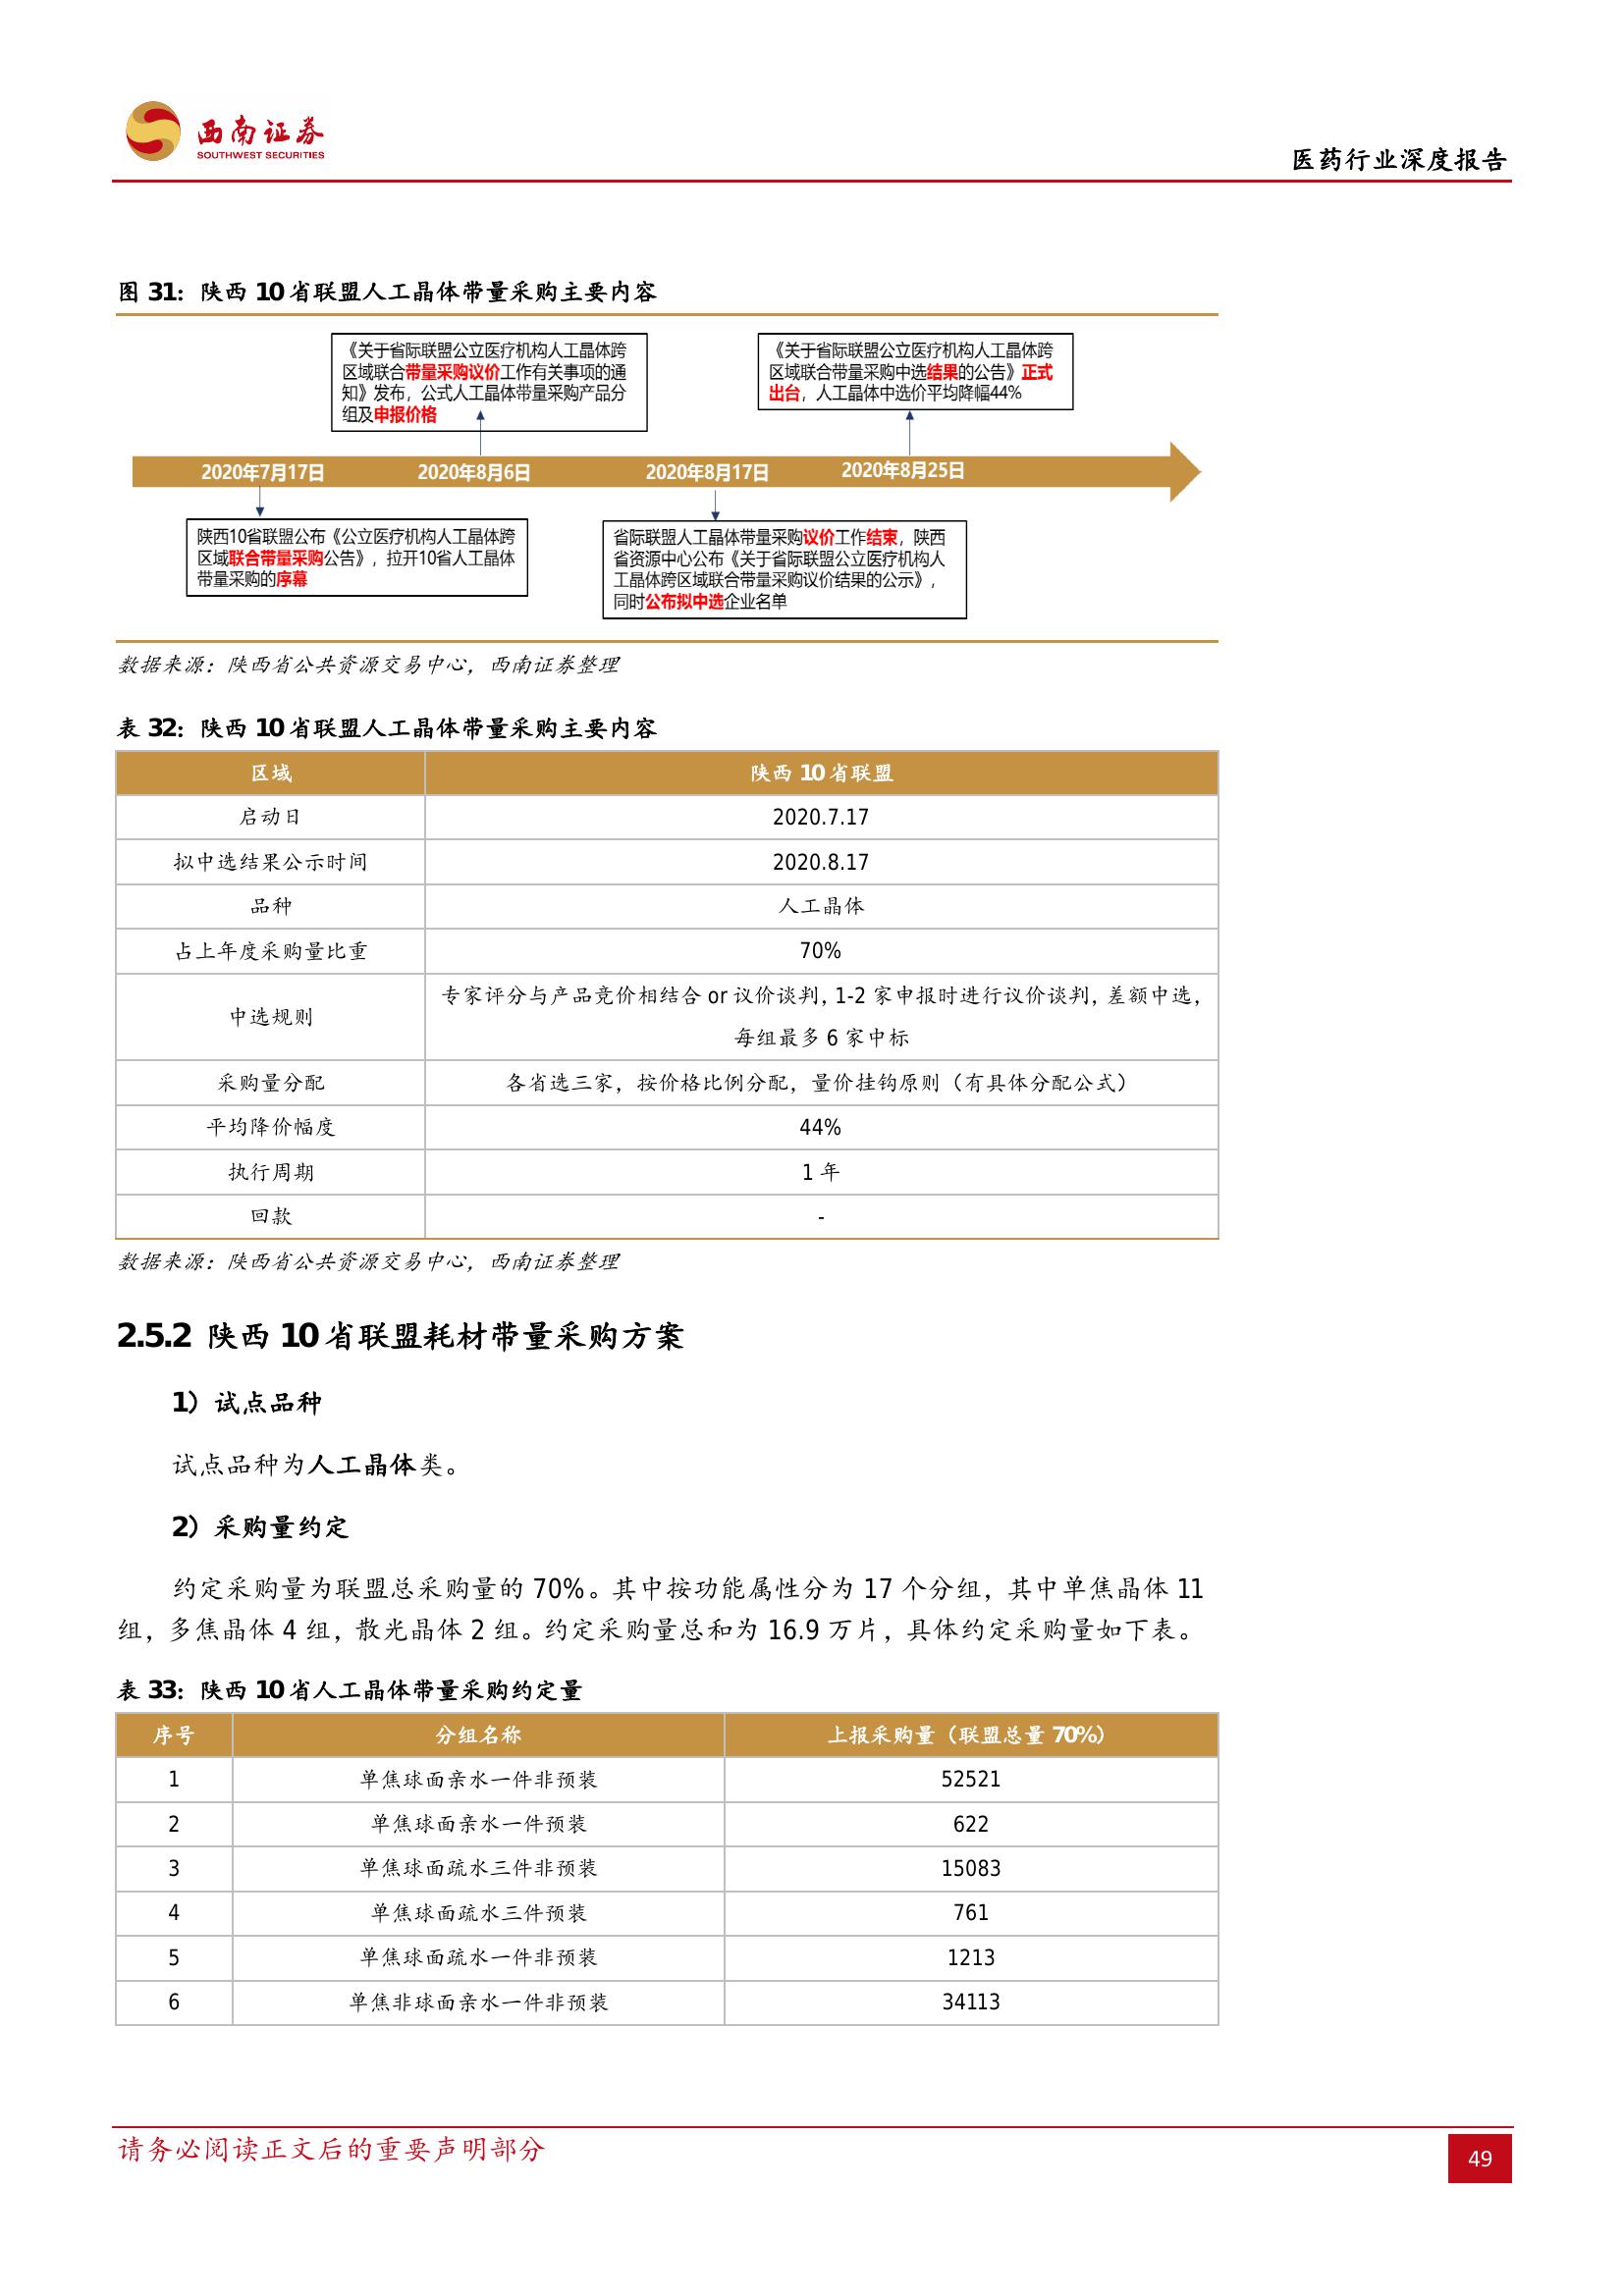 西南证券
SOUTHWEST SECURITIES
医药行业深度报告
图 31：陕西 10 省联盟人工晶体带量采购主要内容
《关于省际联盟公立医疗机构人工晶体跨
区域联合带量采购议价工作有关事项的通
知》发布，公式人工晶体带量采购产品分
组及申报价格
《关于省际联盟公立医疗机构人工晶体跨
区域联合带量采购中选结果的公告》正式
出台，人工晶体中选价平均降幅44%
2020年7月17日
2020年8月6日
2020年8月17日
2020年8月25日
陕西10省联盟公布《公立医疗机构人工晶体跨
区域联合带量采购公告》，拉开10省人工晶体
带量采购的序幕
省际联盟人工晶体带量采购议价工作结束，陕西
省资源中心公布《关于省际联盟公立医疗机构人
工晶体跨区域联合带量采购议价结果的公示》，
同时公布拟中选企业名单
数据来源：陕西省公共资源交易中心，西南证券整理
表 32：陕西 10 省联盟人工晶体带量采购主要内容
区域 陕西 10 省联盟
启动日 2020.7.17
拟中选结果公示时间 2020.8.17
品种 人工晶体
占上年度采购量比重 70%
中选规则 专家评分与产品竞价相结合 or 议价谈判，1-2 家申报时进行议价谈判，差额中选，
每组最多 6 家中标
采购量分配 各省选三家，按价格比例分配，量价挂钩原则（有具体分配公式）
平均降价幅度 44%
执行周期 1 年
回款 -
数据来源：陕西省公共资源交易中心，西南证券整理
2.5.2 陕西 10 省联盟耗材带量采购方案
1）试点品种
试点品种为人工晶体类。
2）采购量约定
约定采购量为联盟总采购量的 70%。其中按功能属性分为 17 个分组，其中单焦晶体 11
组，多焦晶体 4 组，散光晶体 2 组。约定采购量总和为 16.9 万片，具体约定采购量如下表。
表 33：陕西 10 省人工晶体带量采购约定量
序号 分组名称 上报采购量（联盟总量 70%）
1 单焦球面亲水一件非预装 52521
2 单焦球面亲水一件预装 622
3 单焦球面疏水三件非预装 15083
4 单焦球面疏水三件预装 761
5 单焦球面疏水一件非预装 1213
6 单焦非球面亲水一件非预装 34113
请务必阅读正文后的重要声明部分
49